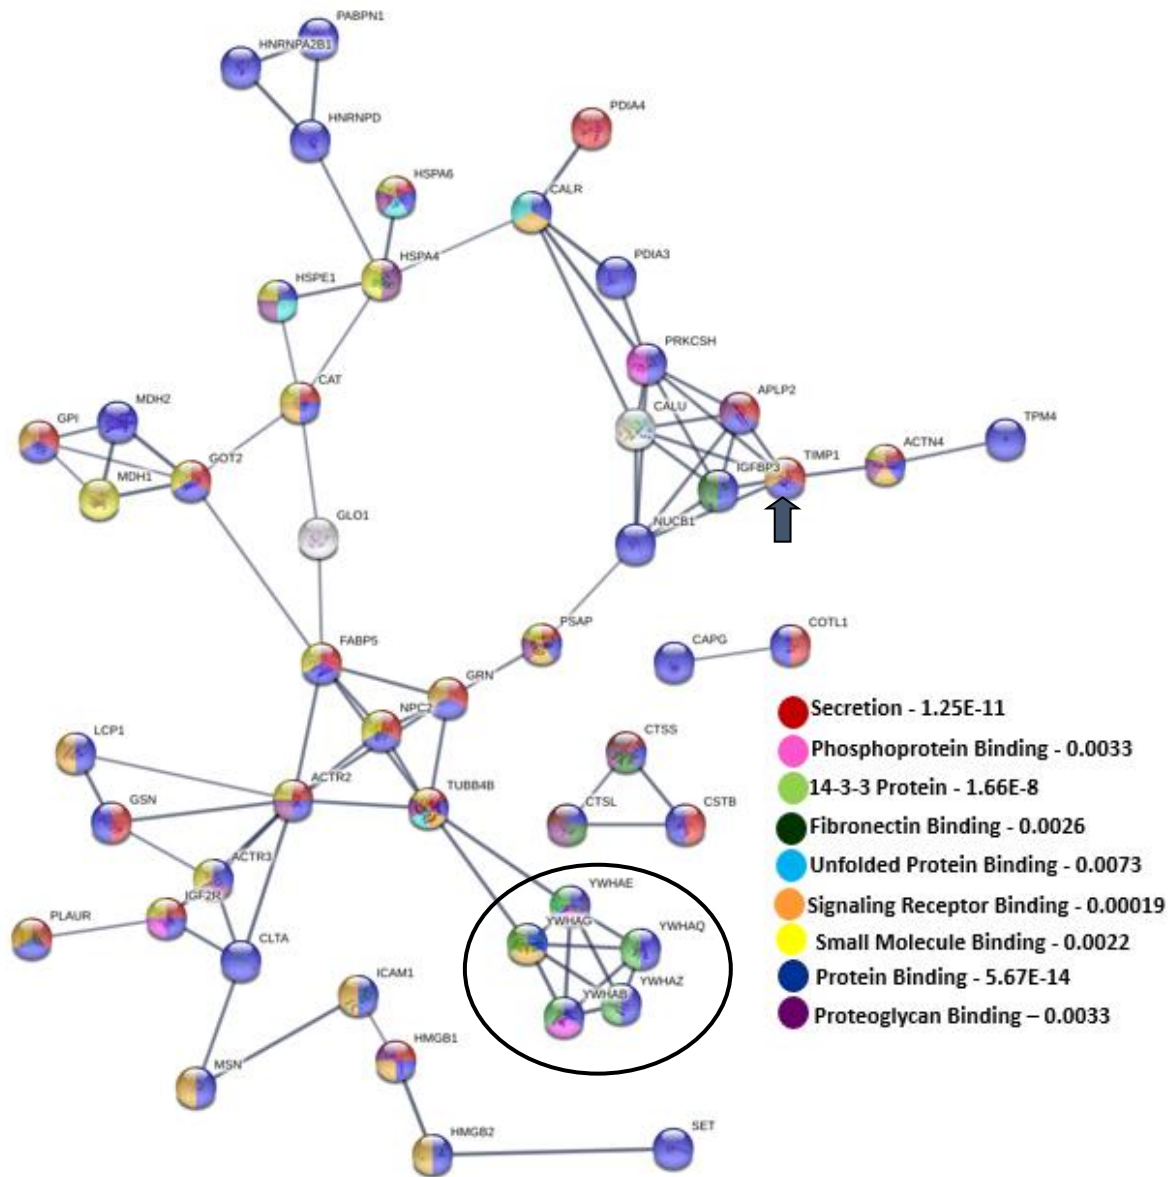 PABPN1
HNRNPA2B1
HNRNPD
PDIA4
HSPA6
CALR
HSPA4
PDIA3
HSPE1
PRKCSH
CAT
APLP2
MDH2
CALU
GPI
TPM4
GOT2
TIMP1
ACTN4
MDH1
IGFBP3
GLO1
NUCB1
PSAP
CAPG
COTL1
FABP5
GRN
NPC2
LCP1
CTSS
ACTR2
TUBB4B
GSN
CTSL
CSTB
ACTR3
YWHAE
IGF2R
PLAUR
YWHAG
YWHAQ
CLTA
ICAM1
YWHAZ
YWHAB
HMGB1
MSN
HMGB2
SET
Secretion - 1.25E-11
Phosphoprotein Binding - 0.0033
14-3-3 Protein - 1.66E-8
Fibronectin Binding - 0.0026
Unfolded Protein Binding - 0.0073
Signaling Receptor Binding - 0.00019
Small Molecule Binding - 0.0022
Protein Binding - 5.67E-14
Proteoglycan Binding – 0.0033